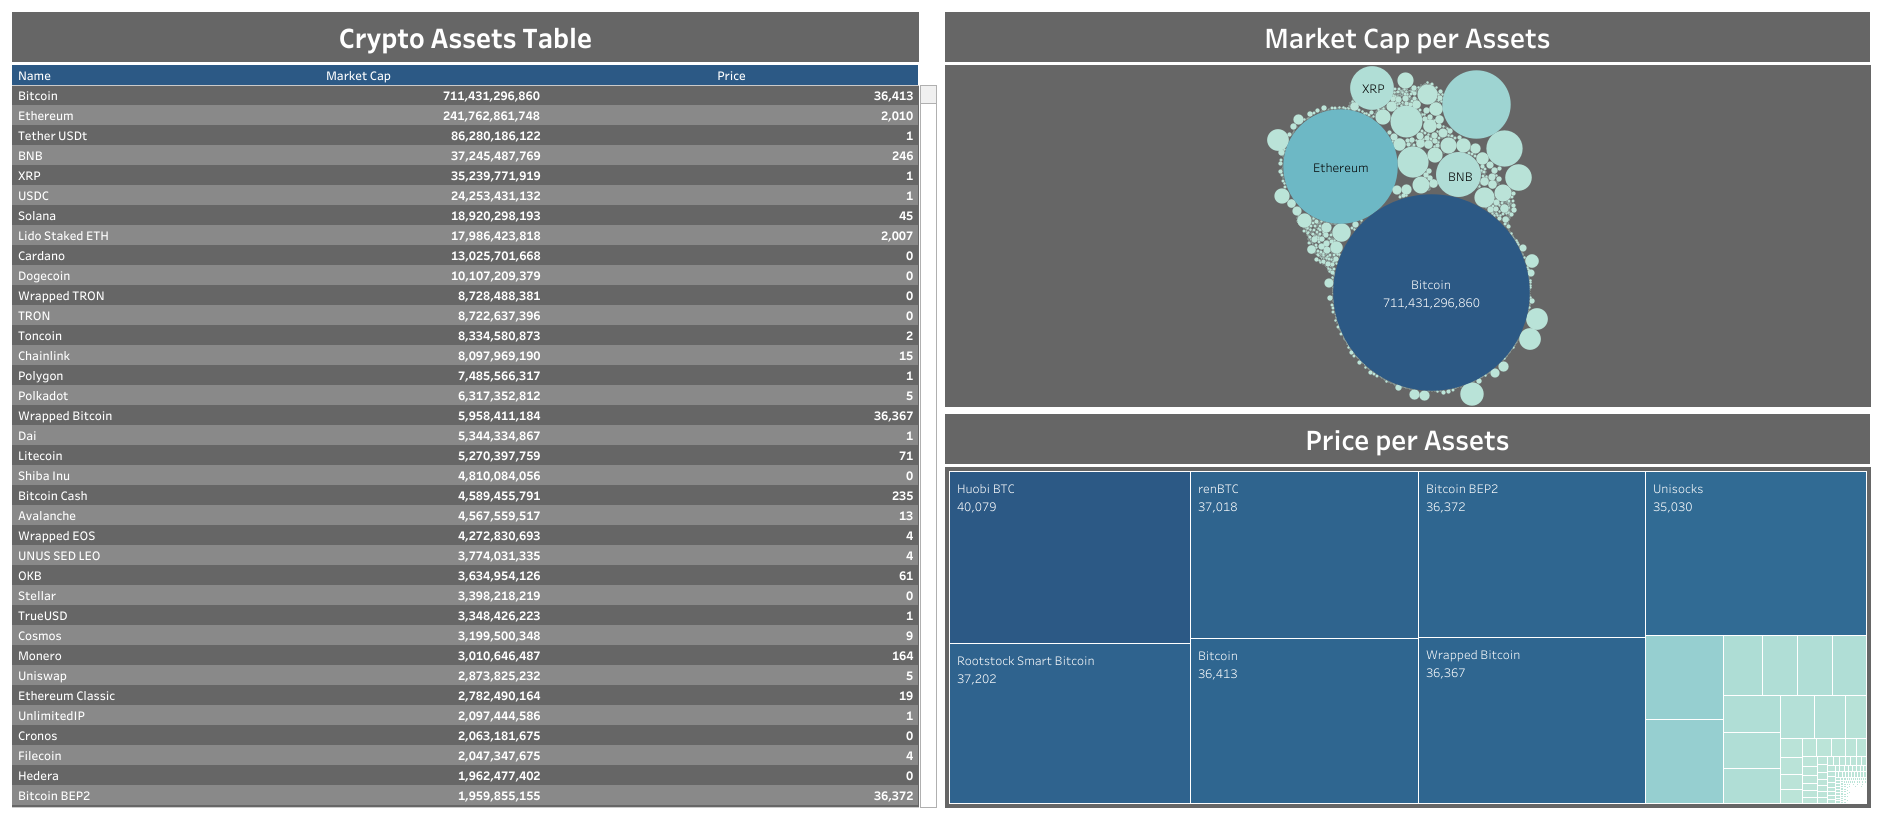 Crypto Assets Table
Name Market Cap Price
Bitcoin 711,431,296,860 36,413
Ethereum 241,762,861,748 2,010
Tether USDt 86,280,186,122 1
BNB 37,245,487,769 246
XRP 35,239,771,919 1
USDC 24,253,431,132 1
Solana 18,920,298,193 45
Lido Staked ETH 17,986,423,818 2,007
Cardano 13,025,701,668 0
Dogecoin 10,107,209,379 0
Wrapped TRON 8,728,488,381 0
TRON 8,722,637,396 0
Toncoin 8,334,580,873 2
Chainlink 8,097,969,190 15
Polygon 7,485,566,317 1
Polkadot 6,317,352,812 5
Wrapped Bitcoin 5,958,411,184 36,367
Dai 5,344,334,867 1
Litecoin 5,270,397,759 71
Shiba Inu 4,810,084,056 0
Bitcoin Cash 4,589,455,791 235
Avalanche 4,567,559,517 13
Wrapped EOS 4,272,830,693 4
UNUS SED LEO 3,774,031,335 4
OKB 3,634,954,126 61
Stellar 3,398,218,219 0
TrueUSD 3,348,426,223 1
Cosmos 3,199,500,348 9
Monero 3,010,646,487 164
Uniswap 2,873,825,232 5
Ethereum Classic 2,782,490,164 19
UnlimitedIP 2,097,444,586 1
Cronos 2,063,181,675 0
Filecoin 2,047,347,675 4
Hedera 1,962,477,402 0
Bitcoin BEP2 1,959,855,155 36,372
Market Cap per Assets
XRP
Ethereum
BNB
Bitcoin
711,431,296,860
Price per Assets
Huobi BTC
40,079
renBTC
37,018
Bitcoin BEP2
36,372
Unisocks
35,030
Rootstock Smart Bitcoin
37,202
Bitcoin
36,413
Wrapped Bitcoin
36,367